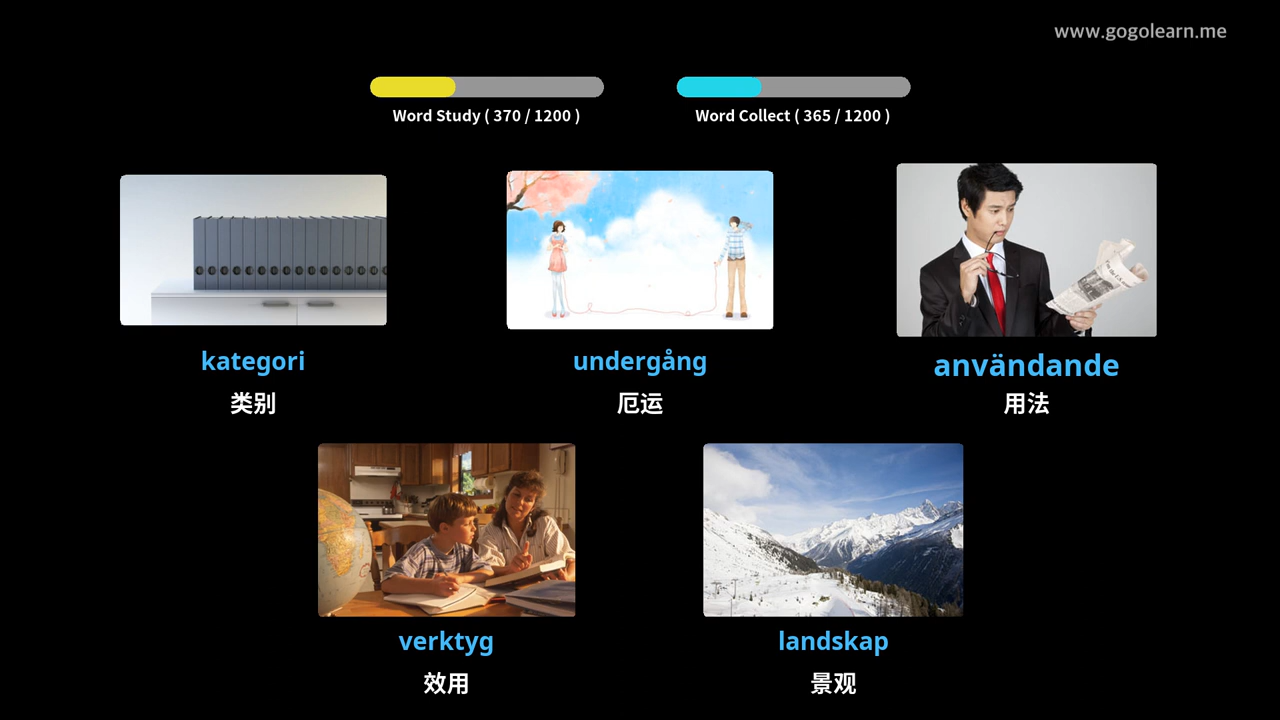 www.gogolearn.me
Word Study ( 370 / 1200 )
Word Collect ( 365 / 1200 )
kategori
类别
undergång
厄运
användande
用法
verktyg
效用
landskap
景观